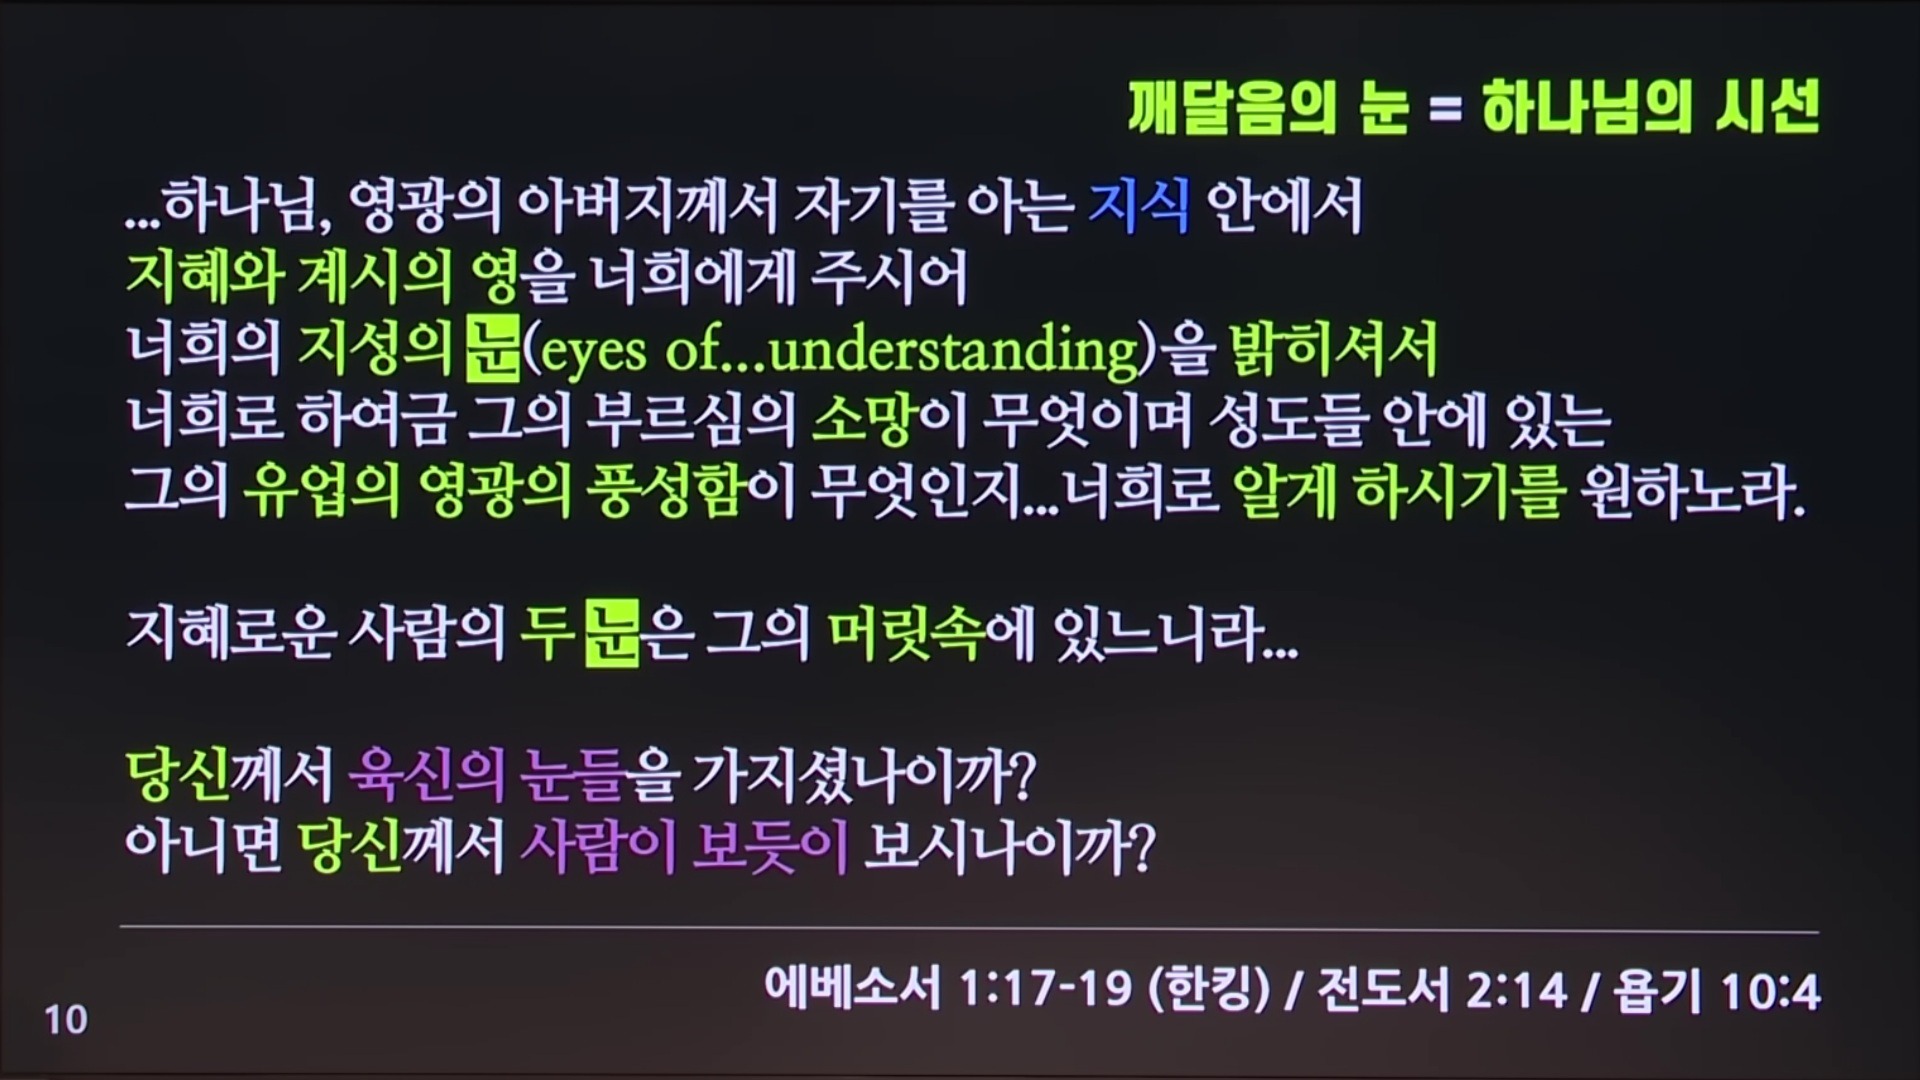 깨달음의 눈 = 하나님의 시선
...하나님, 영광의 아버지께서 자기를 아는 지식 안에서
지혜와 계시의 영을 너희에게 주시어
너희의 지성의 눈(eyes of...understanding)을 밝히셔서
너희로 하여금 그의 부르심의 소망이 무엇이며 성도들 안에 있는
그의 유업의 영광의 풍성함이 무엇인지...너희로 알게 하시기를 원하노라.
지혜로운 사람의 두 눈은 그의 머릿속에 있느니라...
당신께서 육신의 눈들을 가지셨나이까?
아니면 당신께서 사람이 보듯이 보시나이까?
에베소서 1:17-19 (한킹) / 전도서 2:14 / 욥기 10:4
10